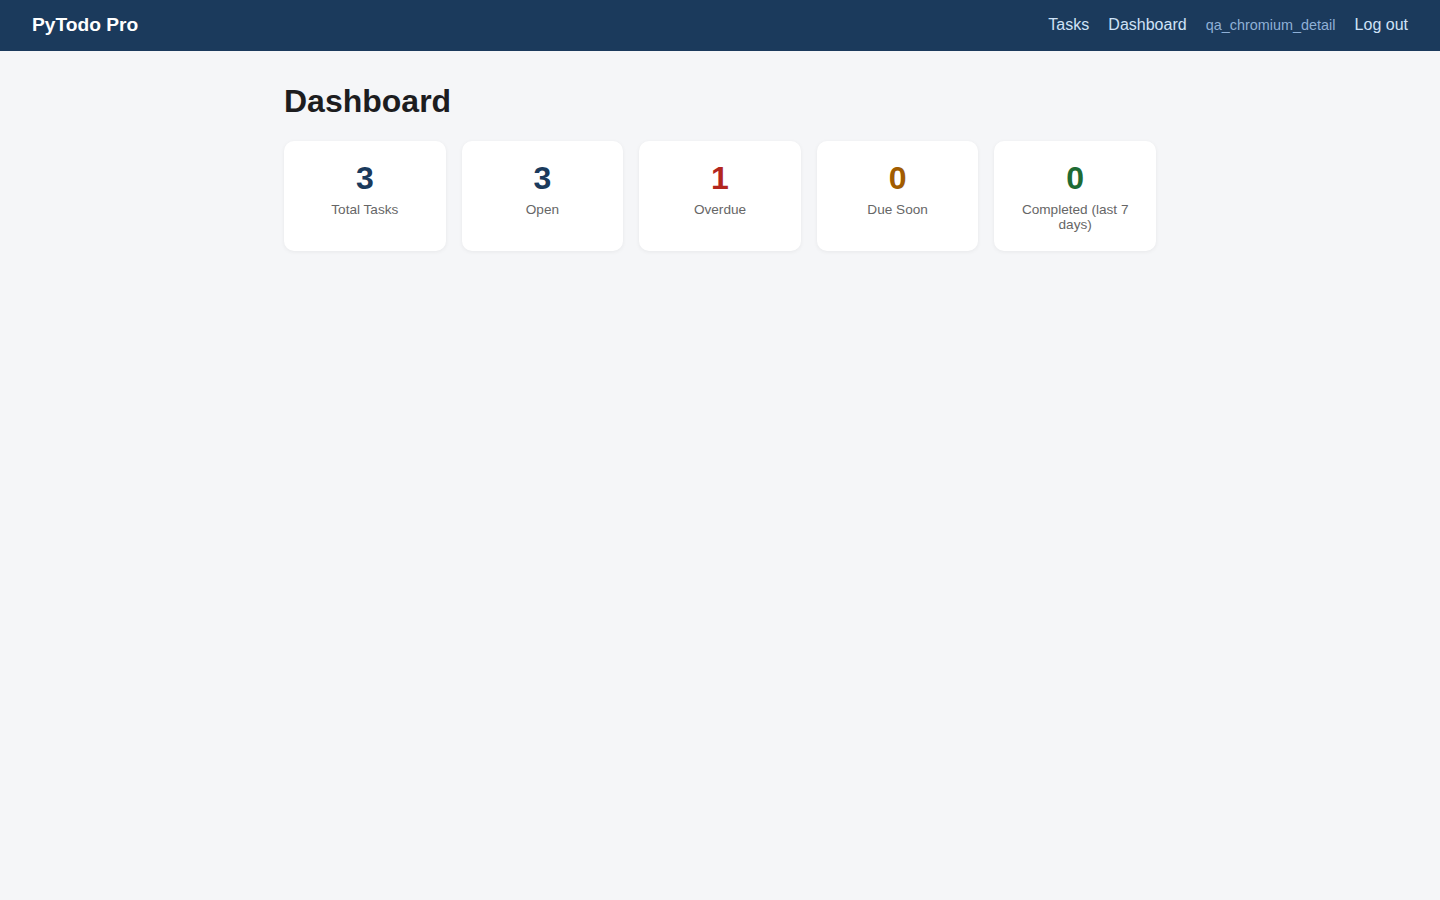 PyTodo Pro
Tasks Dashboard qa_chromium_detail Log out
Dashboard
3
Total Tasks
3
Open
1
Overdue
0
Due Soon
0
Completed (last 7
days)